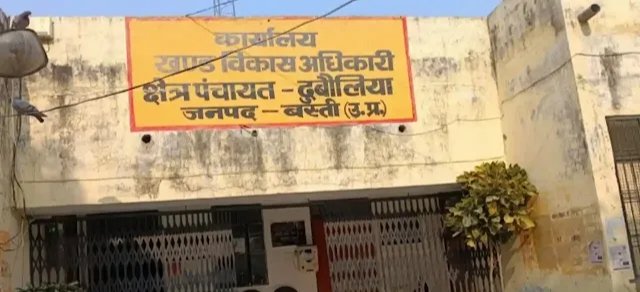 कार्यालय
खण्ड विकास अधिकारी
क्षेत्र पंचायत - दुबौलिया
जनपद - बस्ती (उ.प्र.)